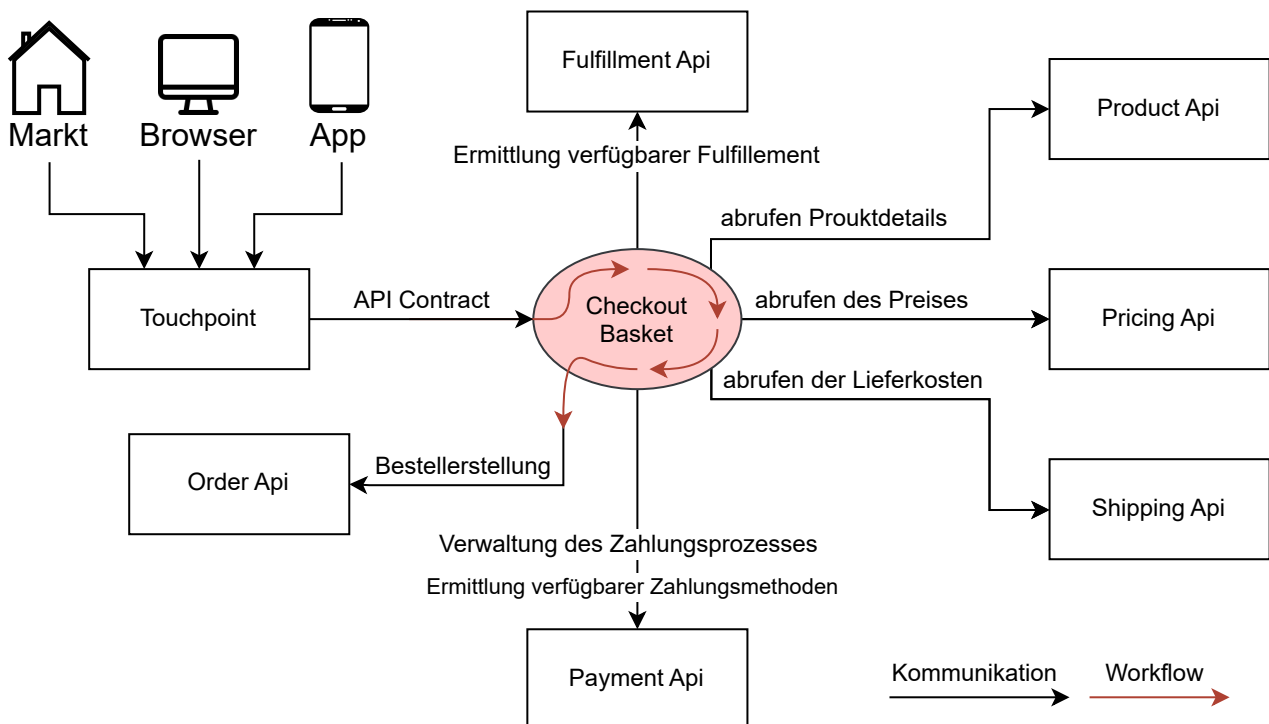 Markt
Browser
App
Fulfillment Api
Product Api
Ermittlung verfügbarer Fulfillement
abrufen Prouktdetails
Touchpoint
API Contract
Checkout
Basket
abrufen des Preises
Pricing Api
abrufen der Lieferkosten
Order Api
Bestellerstellung
Shipping Api
Verwaltung des Zahlungsprozesses
Ermittlung verfügbarer Zahlungsmethoden
Payment Api
Kommunikation
Workflow